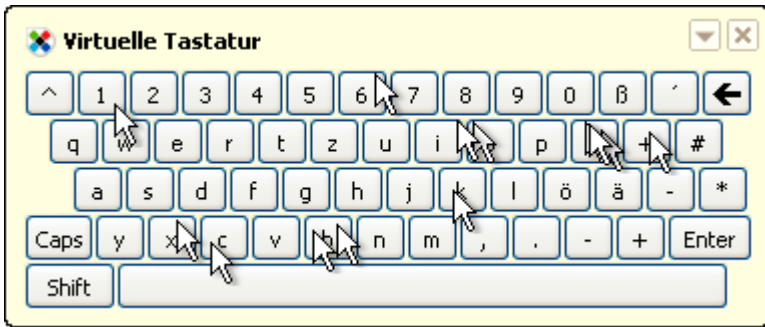 Virtuelle Tastatur
^ 1 2 3 4 5 6 7 8 9 0 ß ´
q w e r t z u i p + #
a s d f g h j k l ö ä - *
Caps y x c v b n m , . - + Enter
Shift